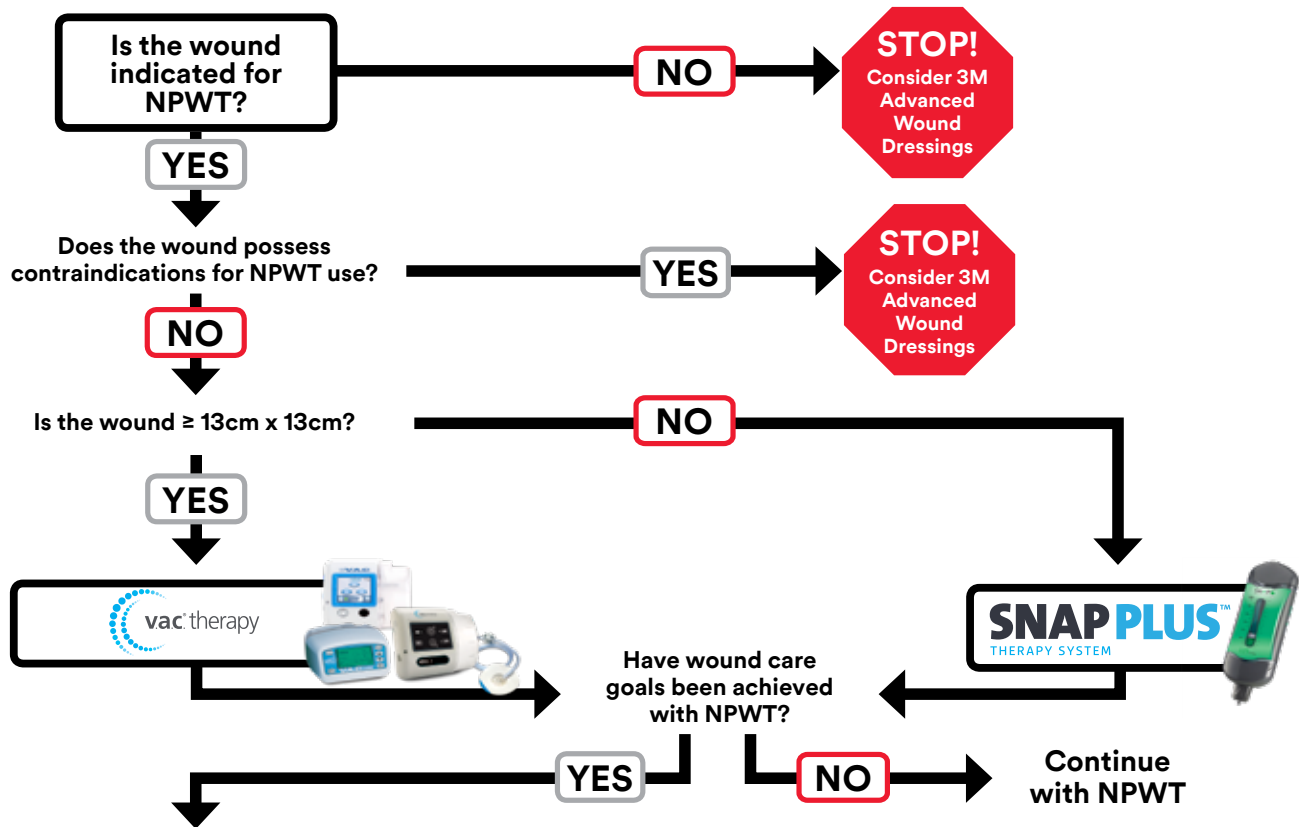 Is the wound
indicated for
NPWT?
NO
STOP!
Consider 3M
Advanced
Wound
Dressings
YES
Does the wound possess
contraindications for NPWT use?
YES
STOP!
Consider 3M
Advanced
Wound
Dressings
NO
Is the wound ≥ 13cm x 13cm?
NO
YES
vac.® therapy
SNAP PLUS™
THERAPY SYSTEM
Have wound care
goals been achieved
with NPWT?
YES
NO
Continue
with NPWT